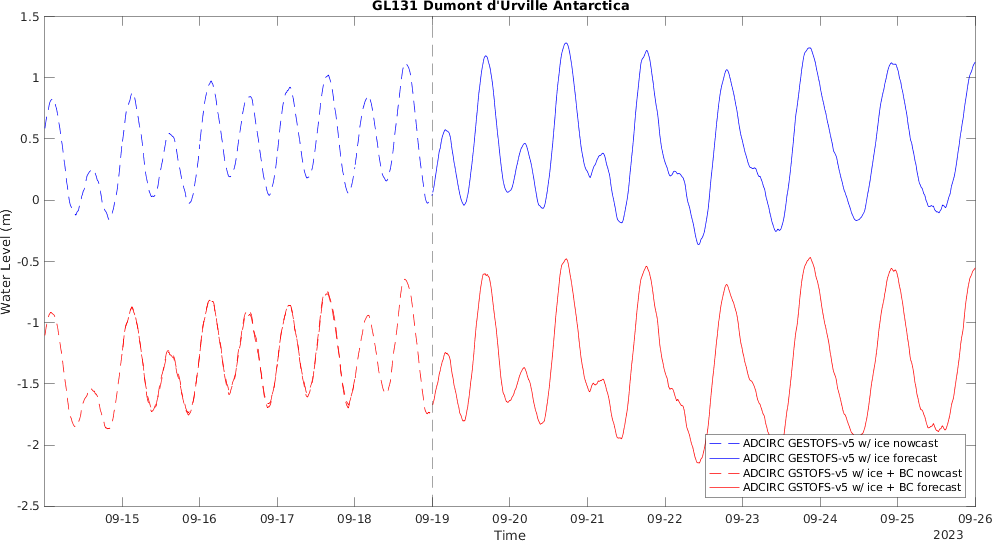 GL131 Dumont d'Urville Antarctica
1.5
1
0.5
0
-0.5
-1
-1.5
-2
-2.5
Water Level (m)
ADCIRC GESTOFS-v5 w/ ice nowcast
ADCIRC GESTOFS-v5 w/ ice forecast
ADCIRC GSTOFS-v5 w/ ice + BC nowcast
ADCIRC GSTOFS-v5 w/ ice + BC forecast
09-15 09-16 09-17 09-18 09-19 09-20 09-21 09-22 09-23 09-24 09-25 09-26
Time
2023